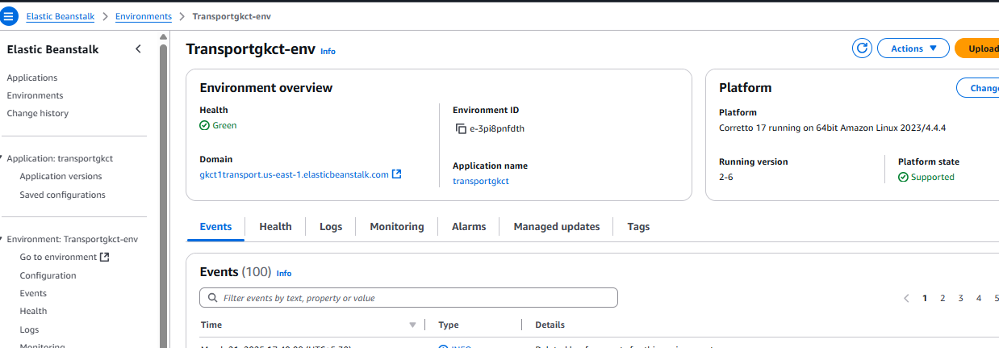 Elastic Beanstalk > Environments > Transportgkct-env
Elastic Beanstalk
Applications
Environments
Change history
Application: transportgkct
Application versions
Saved configurations
Environment: Transportgkct-env
Go to environment
Configuration
Events
Health
Logs
Monitoring
Transportgkct-env Info
Actions
Upload
Environment overview
Health
Green
Environment ID
e-3pi8pnfdth
Domain
gkct1transport.us-east-1.elasticbeanstalk.com
Application name
transportgkct
Platform
Change
Platform
Corretto 17 running on 64bit Amazon Linux 2023/4.4.4
Running version
2-6
Platform state
Supported
Events Health Logs Monitoring Alarms Managed updates Tags
Events (100) Info
Filter events by text, property or value
1 2 3 4 5
Time Type Details
INFO